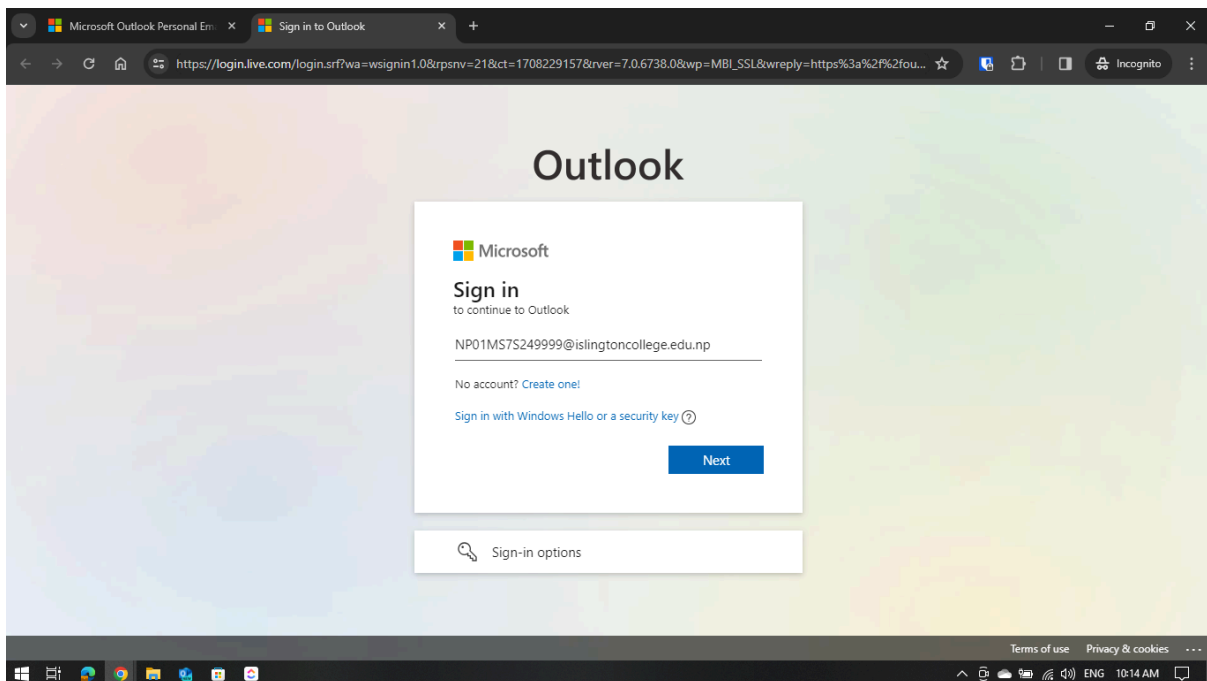 Microsoft Outlook Personal Em
Sign in to Outlook
https://login.live.com/login.srf?wa=wsignin1.0&rpsnv=21&ct=1708229157&rver=7.0.6738.0&wp=MBI_SSL&wreply=https%3a%2f%2fou...
Incognito
Outlook
Microsoft
Sign in
to continue to Outlook
NP01MS7S249999@islingtoncollege.edu.np
No account? Create one!
Sign in with Windows Hello or a security key
Next
Sign-in options
Terms of use Privacy & cookies ...
ENG 10:14 AM